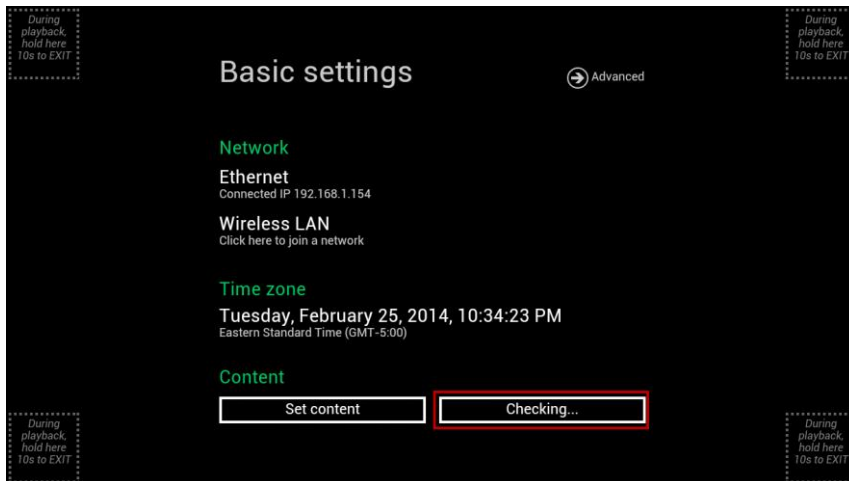 During
playback,
hold here
10s to EXIT
During
playback,
hold here
10s to EXIT
Basic settings
Advanced
Network
Ethernet
Connected IP 192.168.1.154
Wireless LAN
Click here to join a network
Time zone
Tuesday, February 25, 2014, 10:34:23 PM
Eastern Standard Time (GMT-5:00)
Content
Set content
Checking...
During
playback,
hold here
10s to EXIT
During
playback,
hold here
10s to EXIT